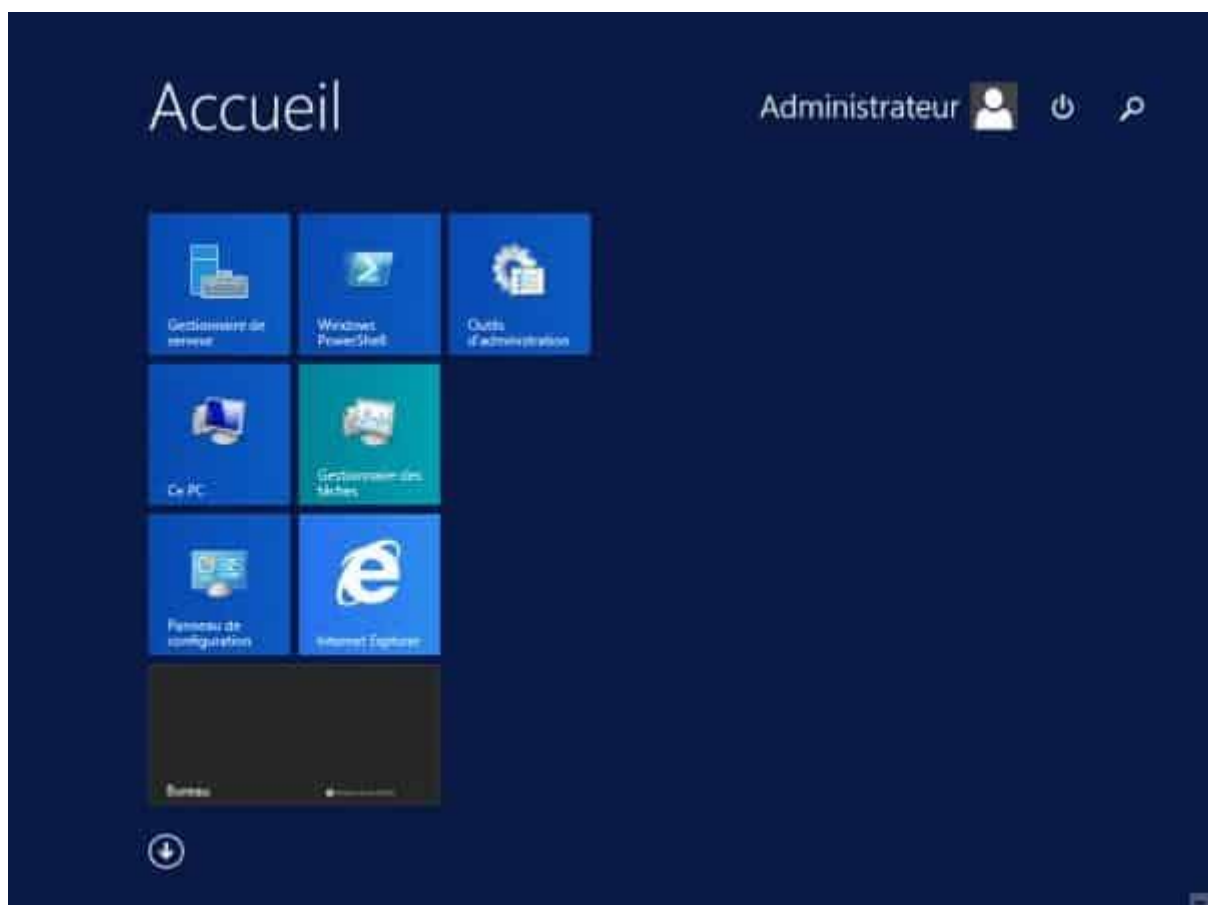 Accueil
Administrateur
Gestionnaire de
serveur
Windows
PowerShell
Outils
d'administration
Ce PC
Gestionnaire des
tâches
Panneau de
configuration
Internet Explorer
Bureau